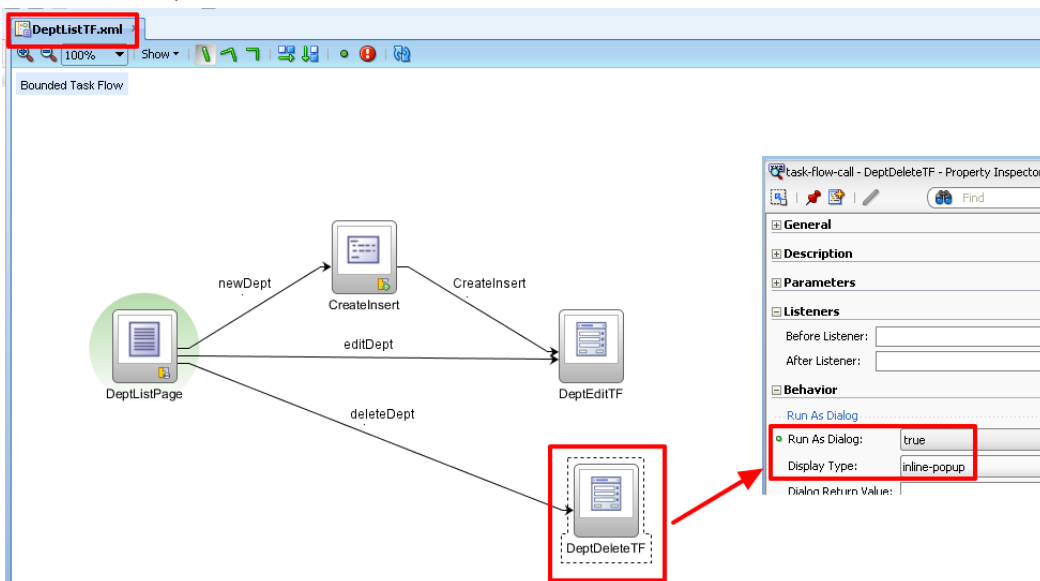 DeptListTF.xml
100%
Show
Bounded Task Flow
newDept
CreateInsert
CreateInsert
editDept
DeptListPage
DeptEditTF
deleteDept
DeptDeleteTF
task-flow-call - DeptDeleteTF - Property Inspector
Find
General
Description
Parameters
Listeners
Before Listener:
After Listener:
Behavior
Run As Dialog
Run As Dialog: true
Display Type: inline-popup
Dialog Return Value: